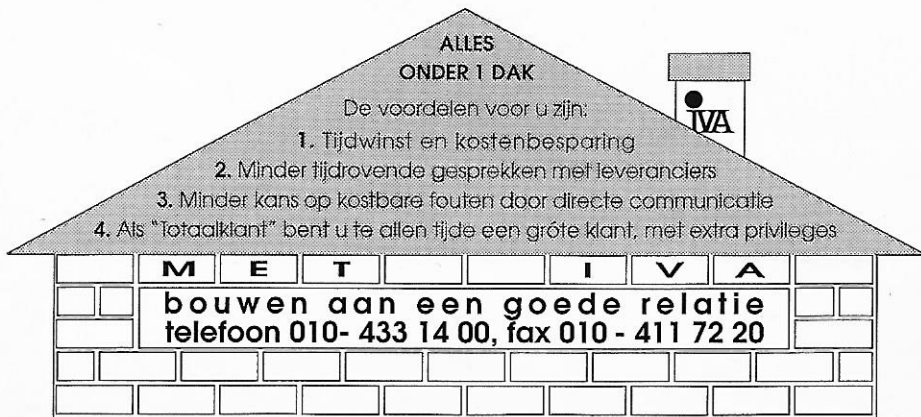 ALLES
ONDER 1 DAK
De voordelen voor u zijn:
1. Tijdwinst en kostenbesparing
2. Minder tijdrovende gesprekken met leveranciers
3. Minder kans op kostbare fouten door directe communicatie
4. Als "Totaalklant" bent u te allen tijde een gróte klant, met extra privileges
IVA
MET IVA
bouwen aan een goede relatie
telefoon 010- 433 14 00, fax 010 - 411 72 20